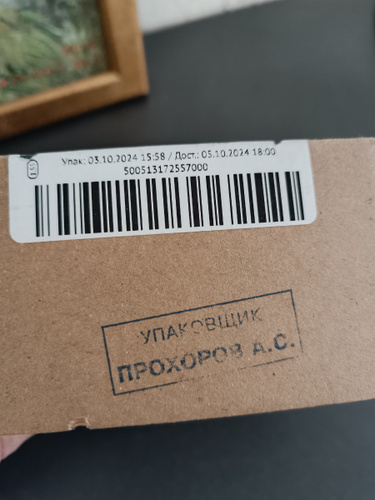 Упак: 03.10.2024 15:58 / Дост.: 05.10.2024 18:00
500513172557000
УПАКОВЩИК
ПРОХОРОВ А.С.